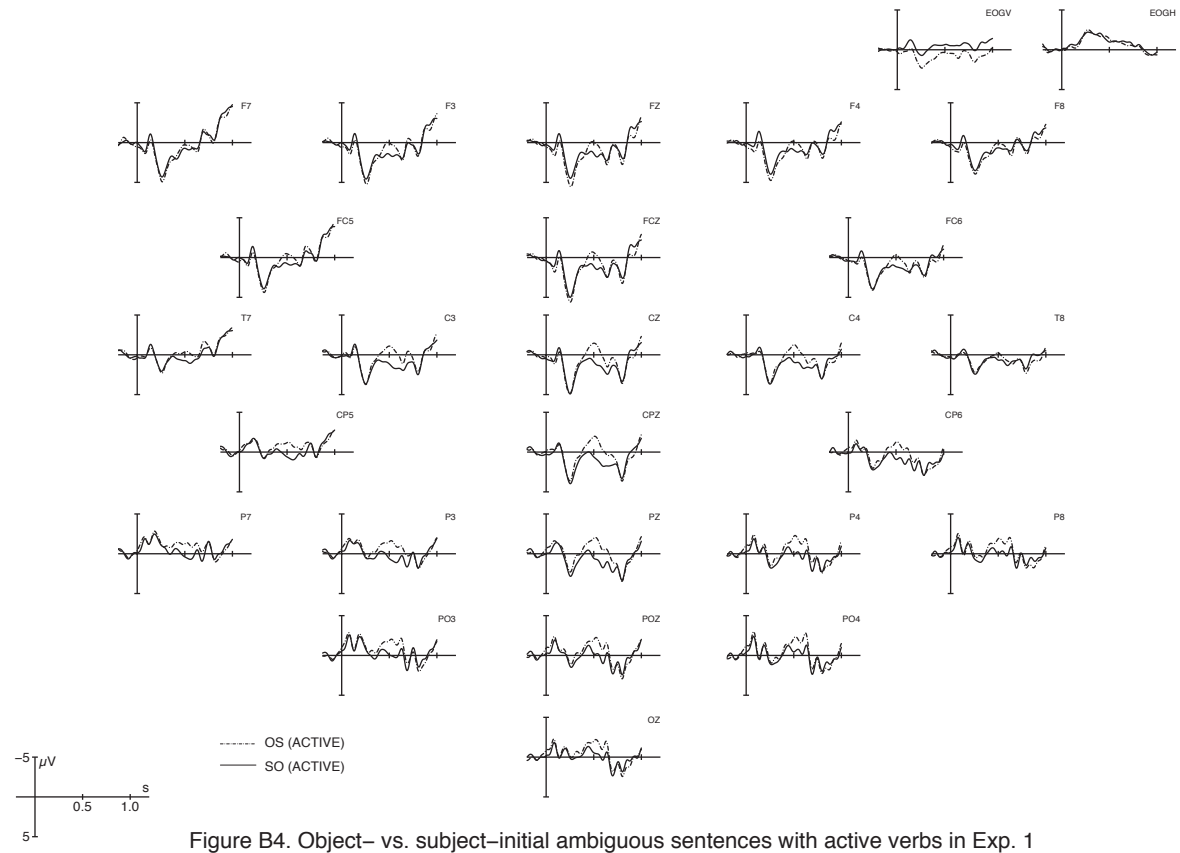 EOGV EOGH
F7 F3 FZ F4 F8
FC5 FCZ FC6
T7 C3 CZ C4 T8
CP5 CPZ CP6
P7 P3 PZ P4 P8
PO3 POZ PO4
OZ
OS (ACTIVE)
SO (ACTIVE)
−5 µV
s
0.5 1.0
5
Figure B4. Object− vs. subject−initial ambiguous sentences with active verbs in Exp. 1